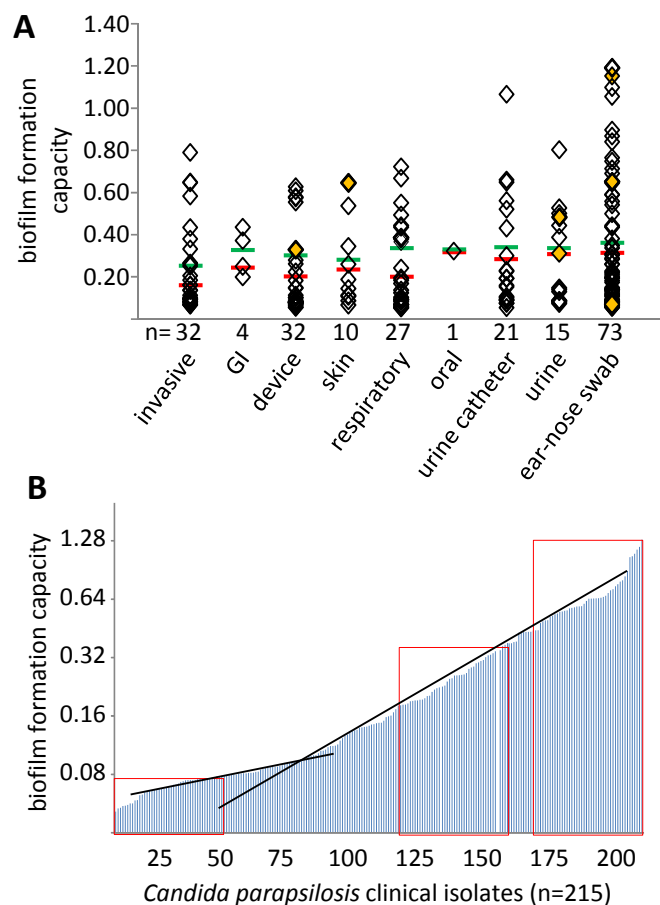 A
biofilm formation
capacity
1.40
1.20
1.00
0.80
0.60
0.40
0.20
n= 32 4 32 10 27 1 21 15 73
invasive
GI
device
skin
respiratory
oral
urine catheter
urine
ear-nose swab
B
biofilm formation capacity
1.28
0.64
0.32
0.16
0.08
25 50 75 100 125 150 175 200
Candida parapsilosis clinical isolates (n=215)